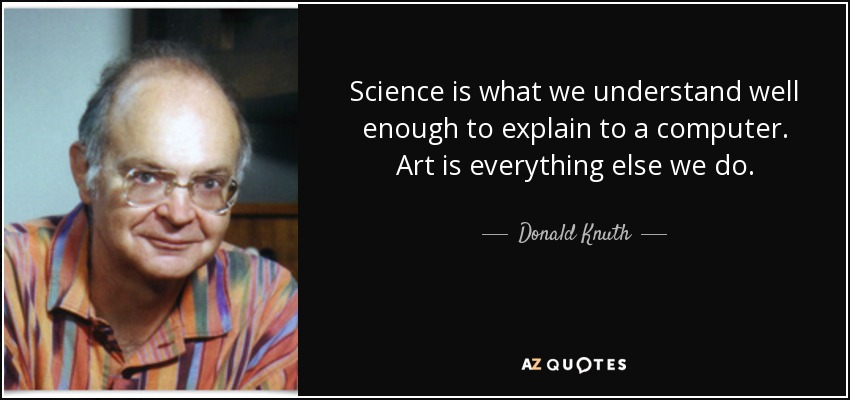 Science is what we understand well
enough to explain to a computer.
Art is everything else we do.
Donald Knuth
AZ QUOTES